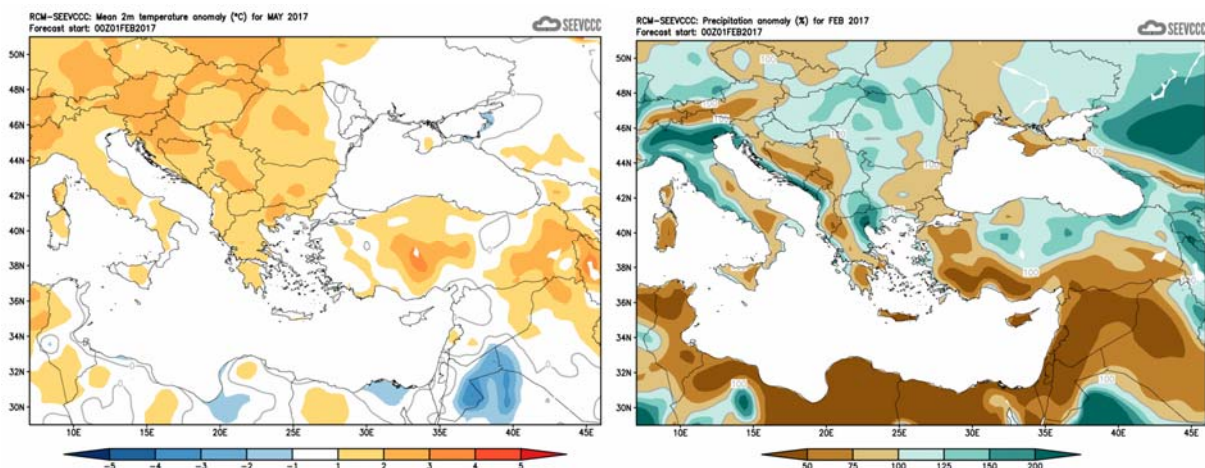 RCM-SEEVCCC: Mean 2m temperature anomaly (°C) for MAY 2017
Forecast start: 00Z01FEB2017
SEEVCCC
50N
48N
46N
44N
42N
40N
38N
36N
34N
32N
30N
10E 15E 20E 25E 30E 35E 40E 45E
-5 -4 -3 -2 -1 1 2 3 4 5
RCM-SEEVCCC: Precipitation anomaly (%) for FEB 2017
Forecast start: 00Z01FEB2017
SEEVCCC
50N
48N
46N
44N
42N
40N
38N
36N
34N
32N
30N
100
100
100
100
10E 15E 20E 25E 30E 35E 40E 45E
50 75 100 125 150 200